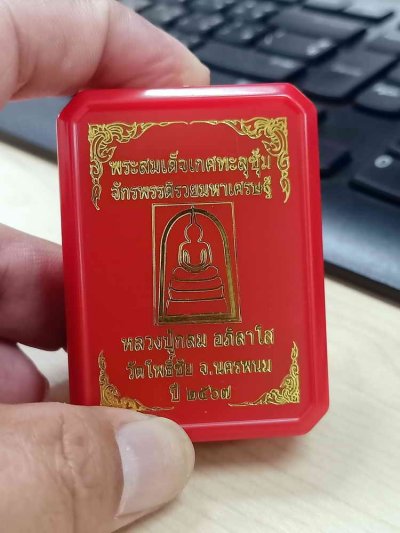 พระสมเด็จเกศทะลุซุ้ม
จักรพรรดิรวยมหาเศรษฐี
หลวงปู่กลม อภิลาโส
วัดโพธิ์ชัย จ.นครพนม
ปี ๒๕๖๗